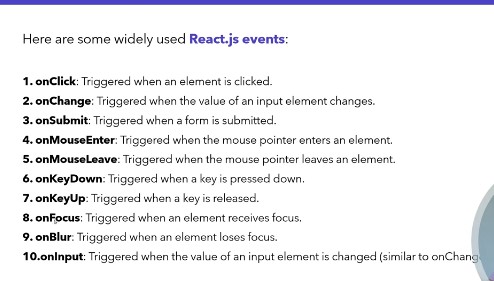 Here are some widely used React.js events:
1. onClick: Triggered when an element is clicked.
2. onChange: Triggered when the value of an input element changes.
3. onSubmit: Triggered when a form is submitted.
4. onMouseEnter: Triggered when the mouse pointer enters an element.
5. onMouseLeave: Triggered when the mouse pointer leaves an element.
6. onKeyDown: Triggered when a key is pressed down.
7. onKeyUp: Triggered when a key is released.
8. onFocus: Triggered when an element receives focus.
9. onBlur: Triggered when an element loses focus.
10.onInput: Triggered when the value of an input element is changed (similar to onChang